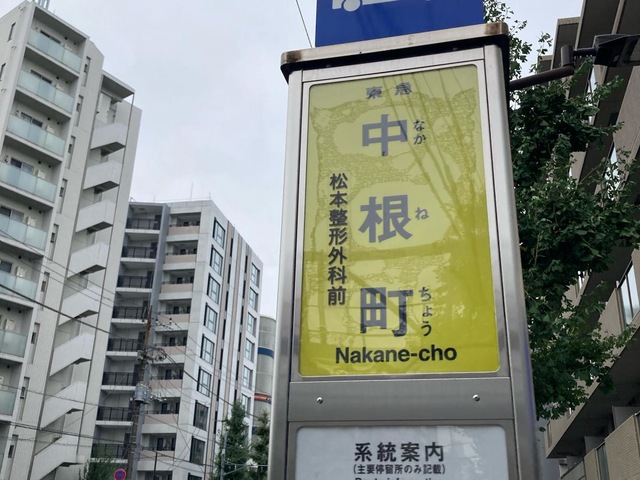 東急
中根町
なか
ね
ちょう
松本整形外科前
Nakane-cho
系統案内
(主要停留所のみ記載)